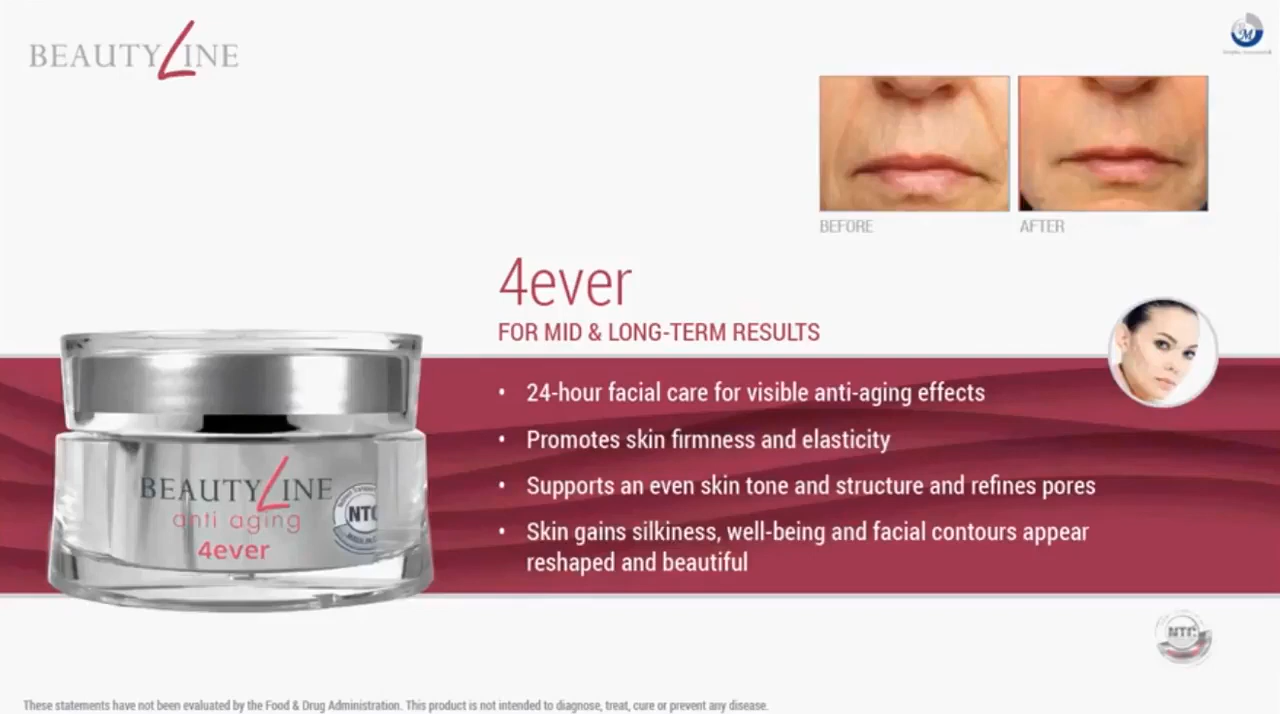 BEAUTYLINE
BEFORE
AFTER
4ever
FOR MID & LONG-TERM RESULTS
• 24-hour facial care for visible anti-aging effects
• Promotes skin firmness and elasticity
• Supports an even skin tone and structure and refines pores
• Skin gains silkiness, well-being and facial contours appear
reshaped and beautiful
BEAUTYLINE
anti aging
4ever
NTC
NTC
These statements have not been evaluated by the Food & Drug Administration. This product is not intended to diagnose, treat, cure or prevent any disease.